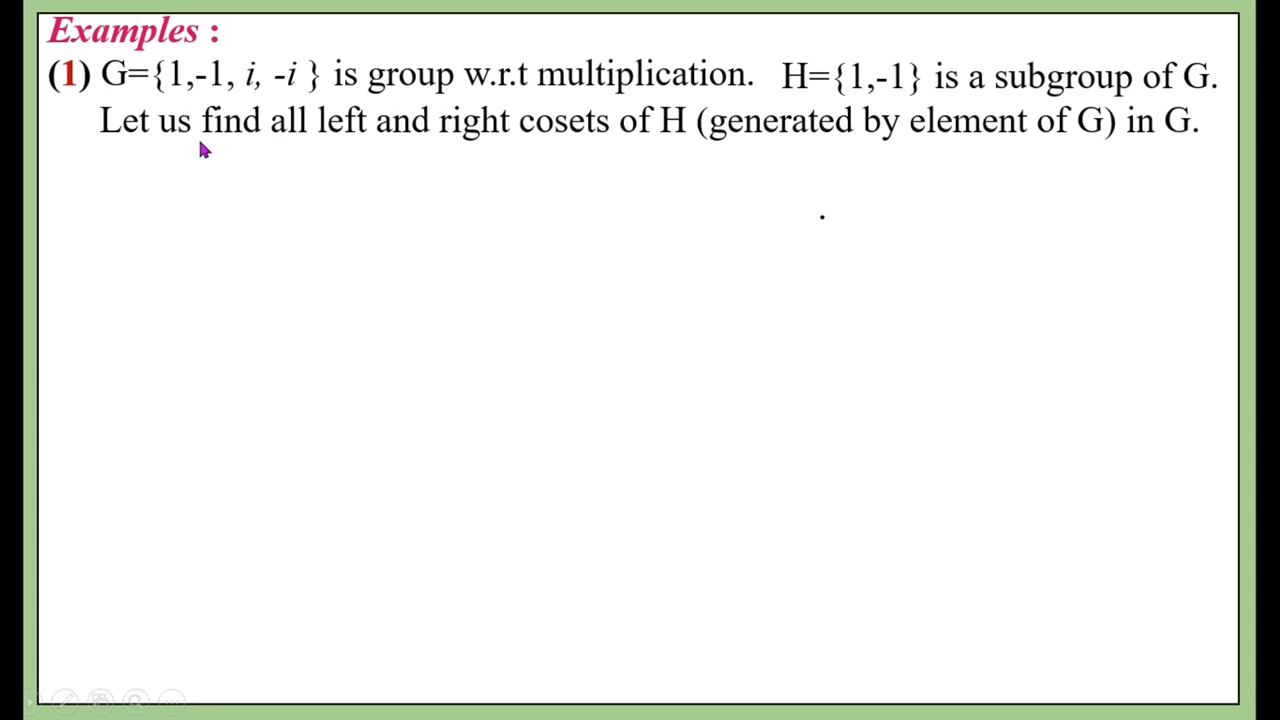 Examples :
(1) G={1,-1, i, -i } is group w.r.t multiplication. H={1,-1} is a subgroup of G.
Let us find all left and right cosets of H (generated by element of G) in G.
.